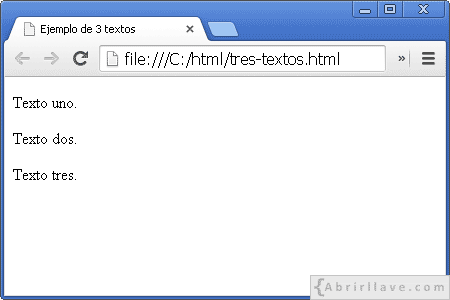 Ejemplo de 3 textos
file:///C:/html/tres-textos.html
Texto uno.
Texto dos.
Texto tres.
{Abrirllave.com